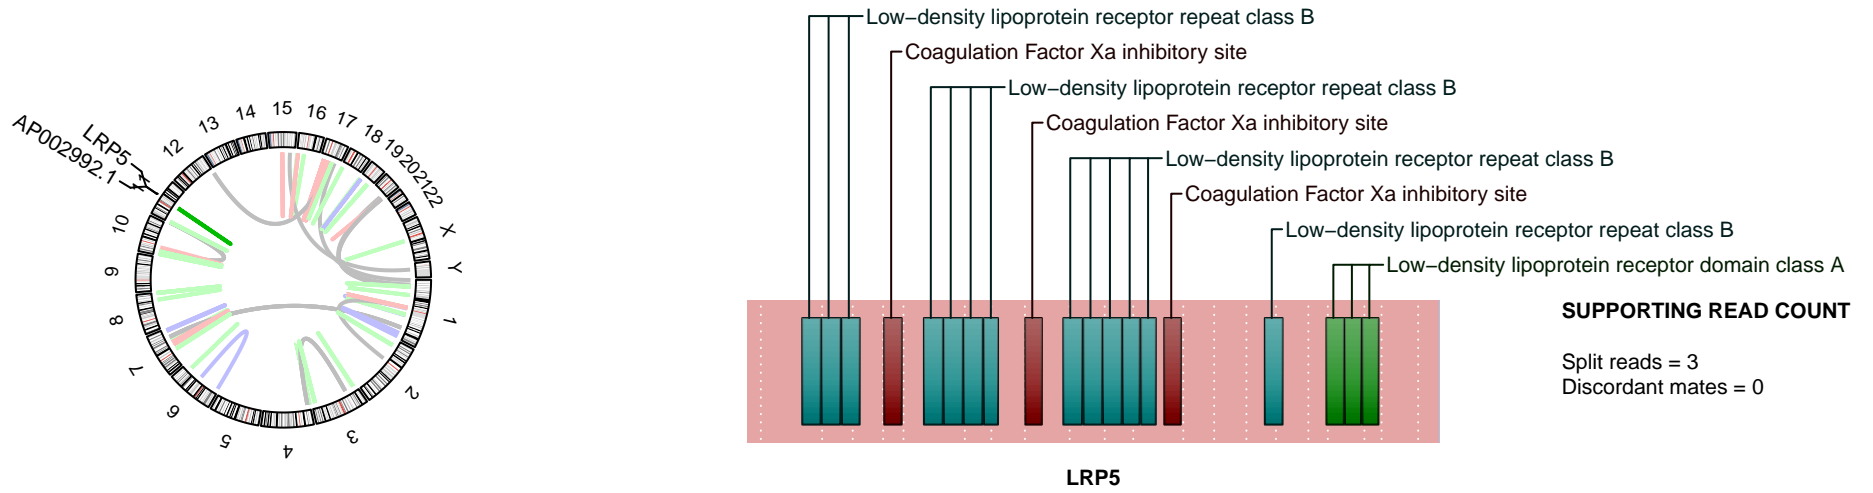 Low−density lipoprotein receptor repeat class B
Coagulation Factor Xa inhibitory site
Low−density lipoprotein receptor repeat class B
Coagulation Factor Xa inhibitory site
Low−density lipoprotein receptor repeat class B
Coagulation Factor Xa inhibitory site
Low−density lipoprotein receptor repeat class B
Low−density lipoprotein receptor domain class A
LRP5
AP002992.1
1
2
3
4
5
6
7
8
9
10
12
13
14
15
16
17
18
19
20
21
22
X
Y
SUPPORTING READ COUNT
Split reads = 3
Discordant mates = 0
LRP5